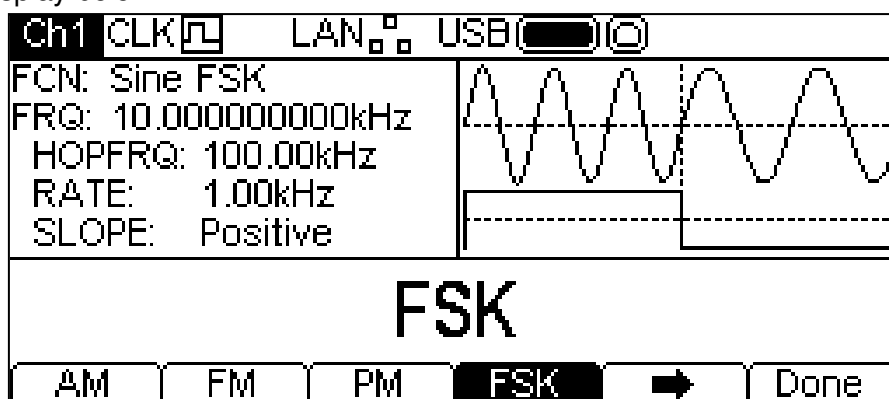 Ch1 CLK LAN USB
FCN: Sine FSK
FRQ: 10.000000000kHz
HOPFRQ: 100.00kHz
RATE: 1.00kHz
SLOPE: Positive
FSK
AM FM PM FSK Done